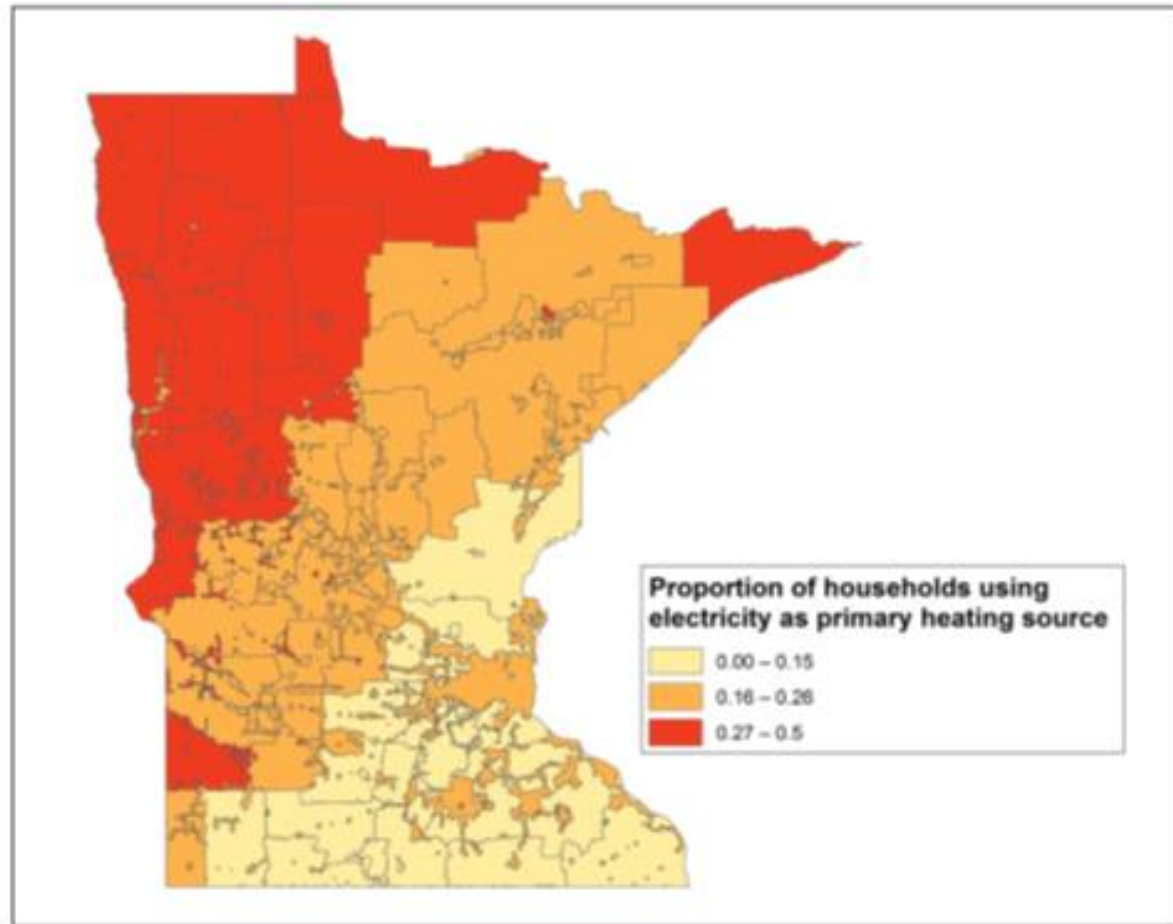 Proportion of households using
electricity as primary heating source
0.00 – 0.15
0.16 – 0.26
0.27 – 0.5